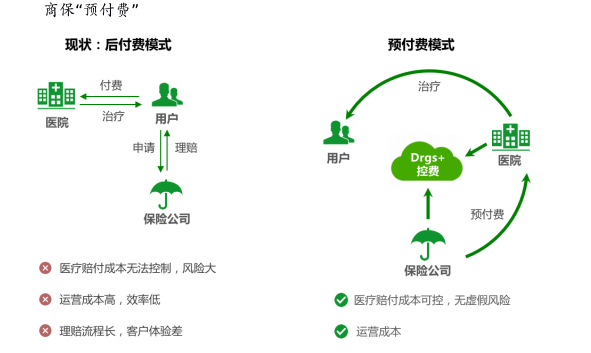 商保“预付费”
现状：后付费模式
付费
治疗
医院
用户
申请
理赔
保险公司
医疗赔付成本无法控制，风险大
运营成本高，效率低
理赔流程长，客户体验差
预付费模式
治疗
用户
Drgs+
控费
医院
预付费
保险公司
医疗赔付成本可控，无虚假风险
运营成本